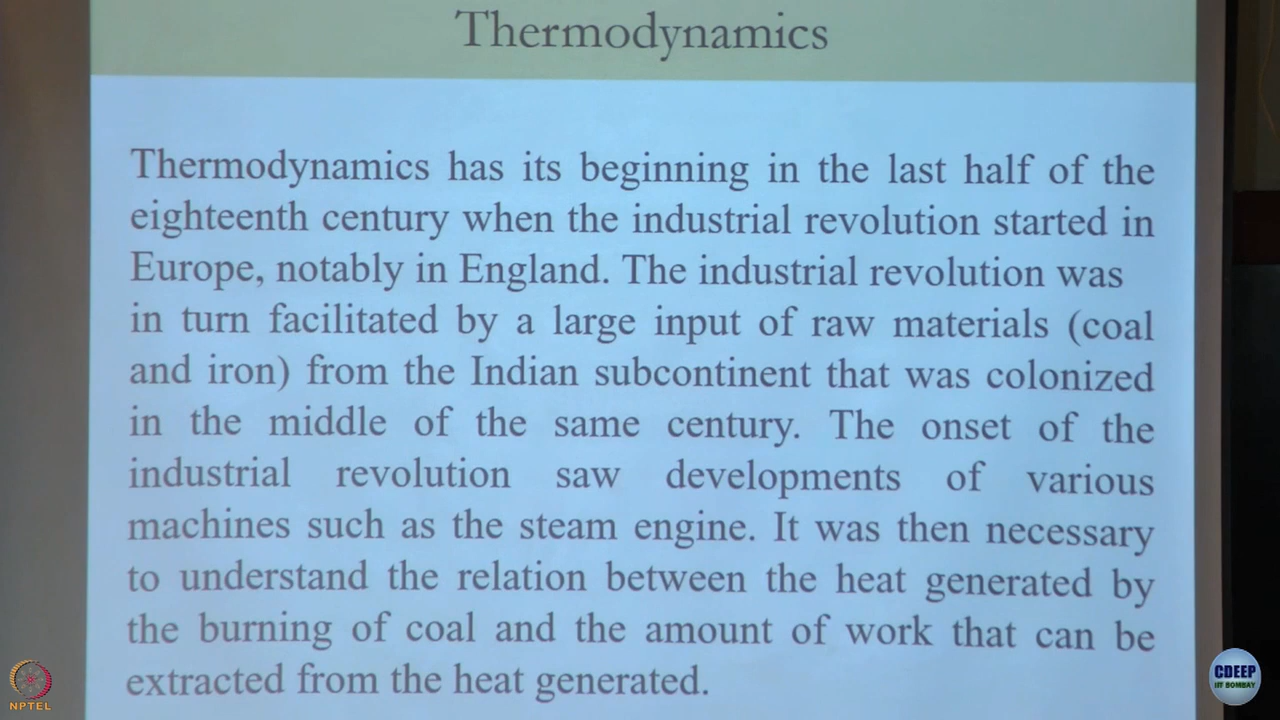 Thermodynamics
Thermodynamics has its beginning in the last half of the
eighteenth century when the industrial revolution started in
Europe, notably in England. The industrial revolution was
in turn facilitated by a large input of raw materials (coal
and iron) from the Indian subcontinent that was colonized
in the middle of the same century. The onset of the
industrial revolution saw developments of various
machines such as the steam engine. It was then necessary
to understand the relation between the heat generated by
the burning of coal and the amount of work that can be
extracted from the heat generated.
NPTEL
CDEEP
IIT BOMBAY